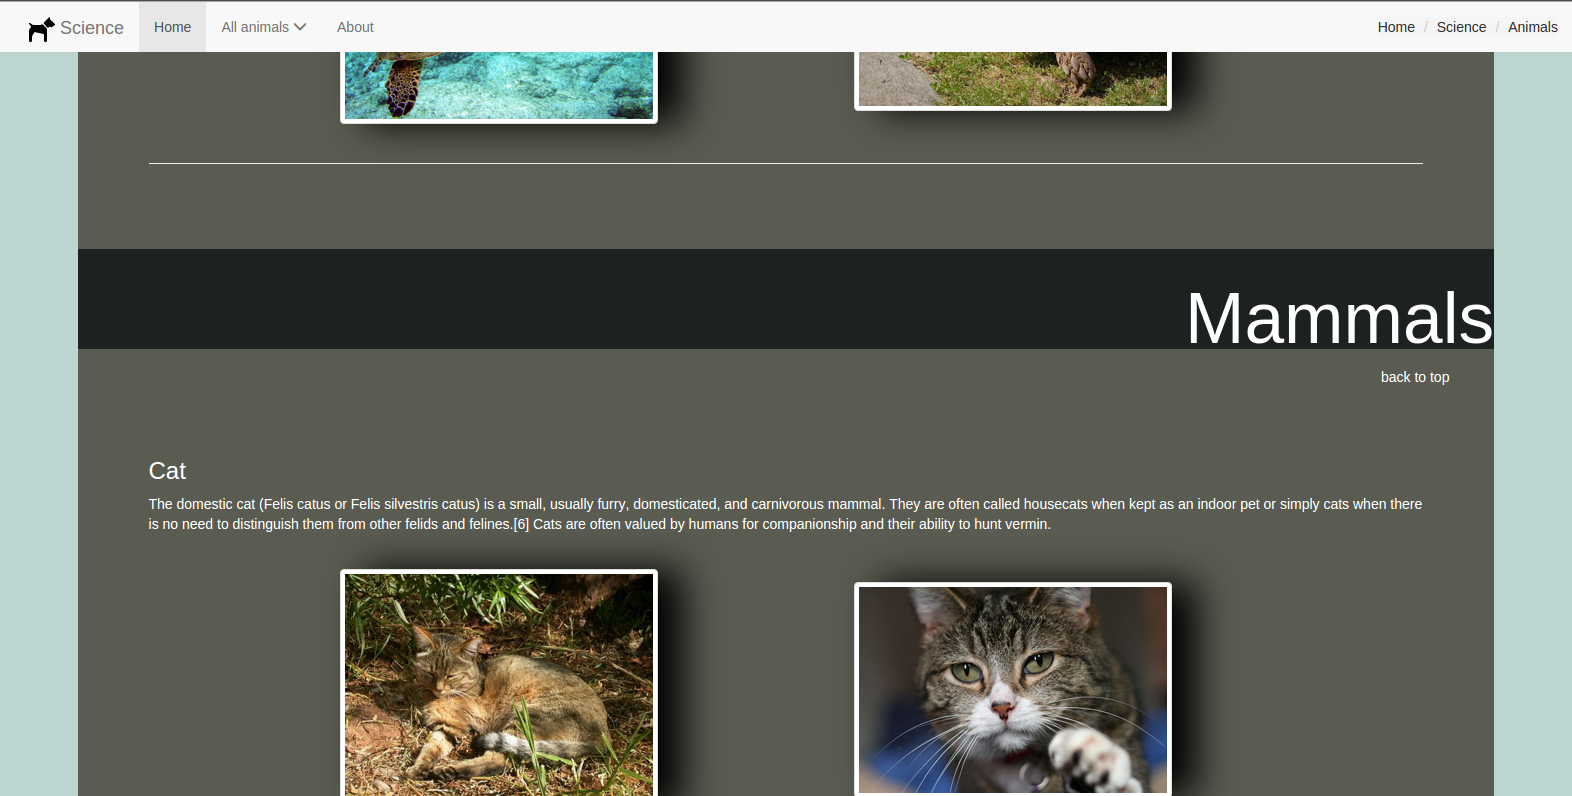 Science Home All animals About Home / Science / Animals
Mammals
back to top
Cat
The domestic cat (Felis catus or Felis silvestris catus) is a small, usually furry, domesticated, and carnivorous mammal. They are often called housecats when kept as an indoor pet or simply cats when there
is no need to distinguish them from other felids and felines.[6] Cats are often valued by humans for companionship and their ability to hunt vermin.